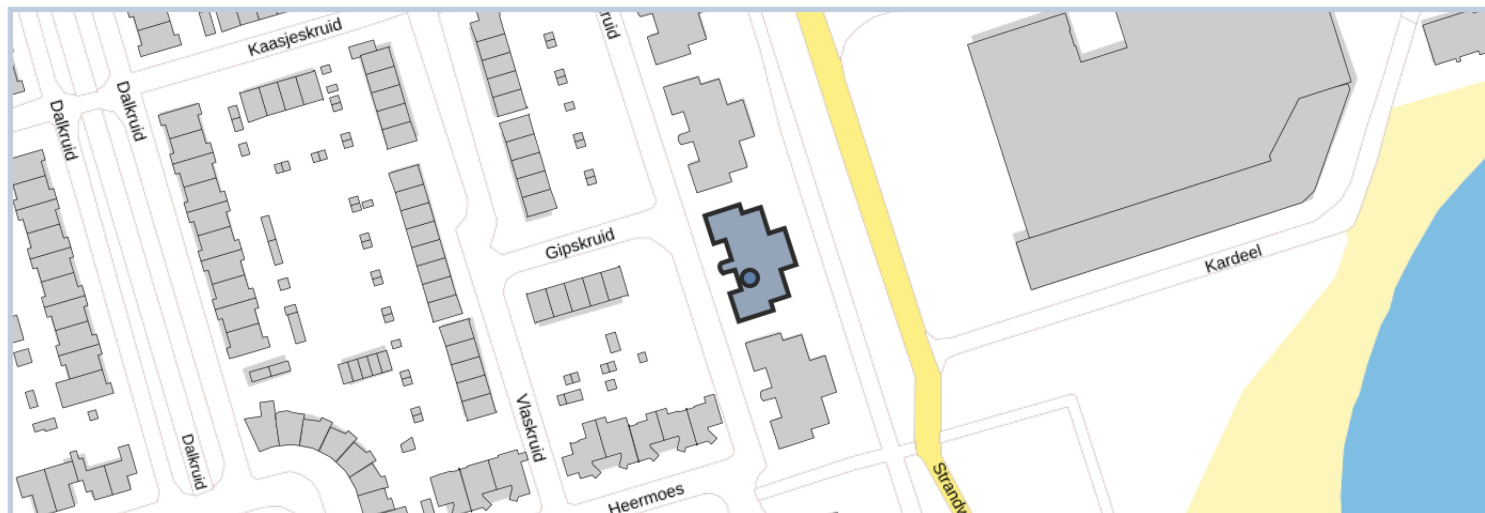 Kaasjeskruid
kruid
Dalkruid
Dalkruid
Gipskruid
Kardeel
Vlaskruid
Dalkruid
Heermoes
Strandw